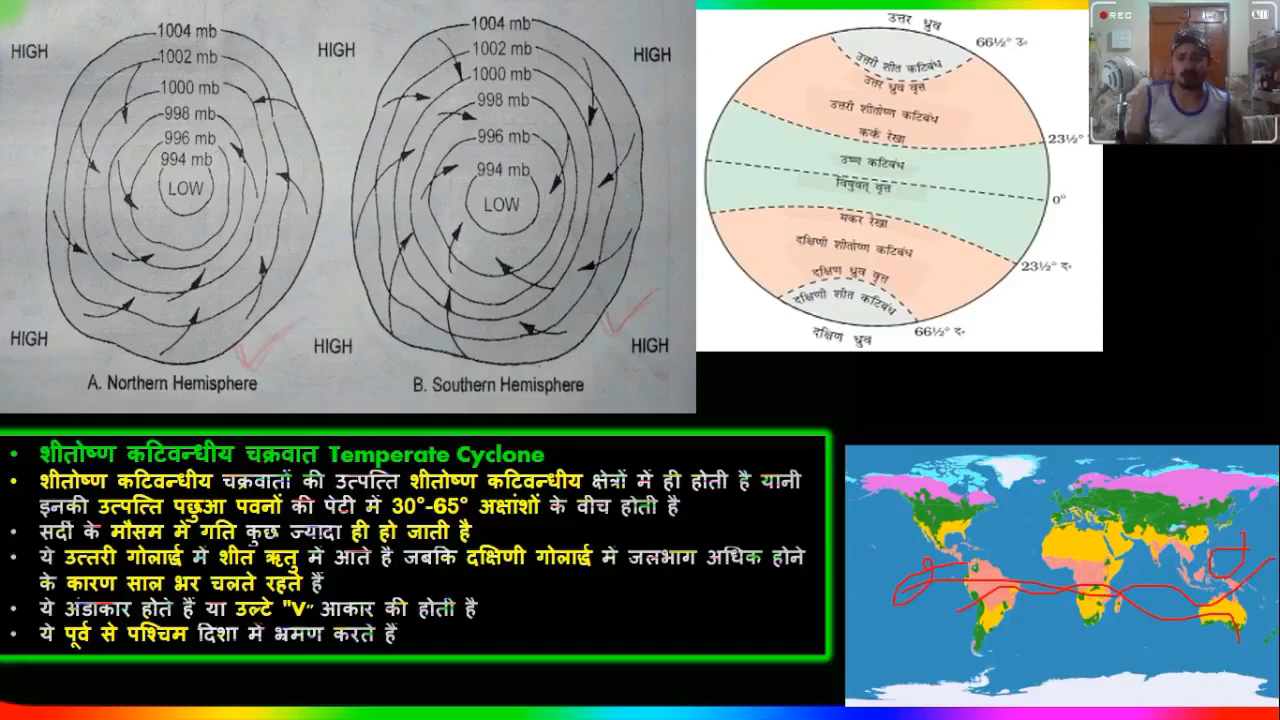 1004 mb
1002 mb
1000 mb
998 mb
996 mb
994 mb
LOW
HIGH
HIGH
HIGH
HIGH
A. Northern Hemisphere
1004 mb
1002 mb
1000 mb
998 mb
996 mb
994 mb
LOW
HIGH
HIGH
B. Southern Hemisphere
उत्तर ध्रुव
66½° उ॰
उत्तरी शीत कटिबंध
उत्तर ध्रुव वृत्त
उत्तरी शीतोष्ण कटिबंध
कर्क रेखा
23½°
उष्ण कटिबंध
विषुवत् वृत्त
0°
मकर रेखा
दक्षिणी शीतोष्ण कटिबंध
23½° द॰
दक्षिण ध्रुव वृत्त
दक्षिणी शीत कटिबंध
66½° द॰
दक्षिण ध्रुव
REC
• शीतोष्ण कटिवन्धीय चक्रवात Temperate Cyclone
• शीतोष्ण कटिवन्धीय चक्रवातों की उत्पत्ति शीतोष्ण कटिवन्धीय क्षेत्रों में ही होती है यानी
इनकी उत्पत्ति पछुआ पवनों की पेटी में 30°-65° अक्षांशों के वीच होती है
• सर्दी के मौसम में गति कुछ ज्यादा ही हो जाती है
• ये उत्तरी गोलार्द्ध में शीत ऋतु में आते है जबकि दक्षिणी गोलार्द्ध में जलभाग अधिक होने
के कारण साल भर चलते रहते हैं
• ये अंडाकार होते हैं या उल्टे "V" आकार की होती है
• ये पूर्व से पश्चिम दिशा में भ्रमण करते हैं